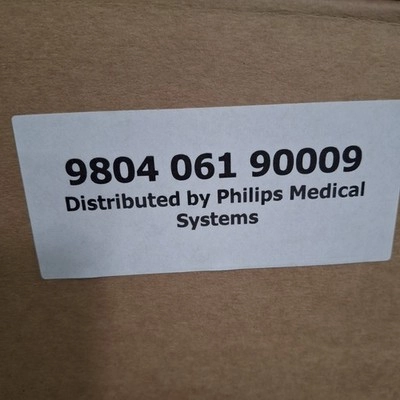 9804 061 90009
Distributed by Philips Medical
Systems